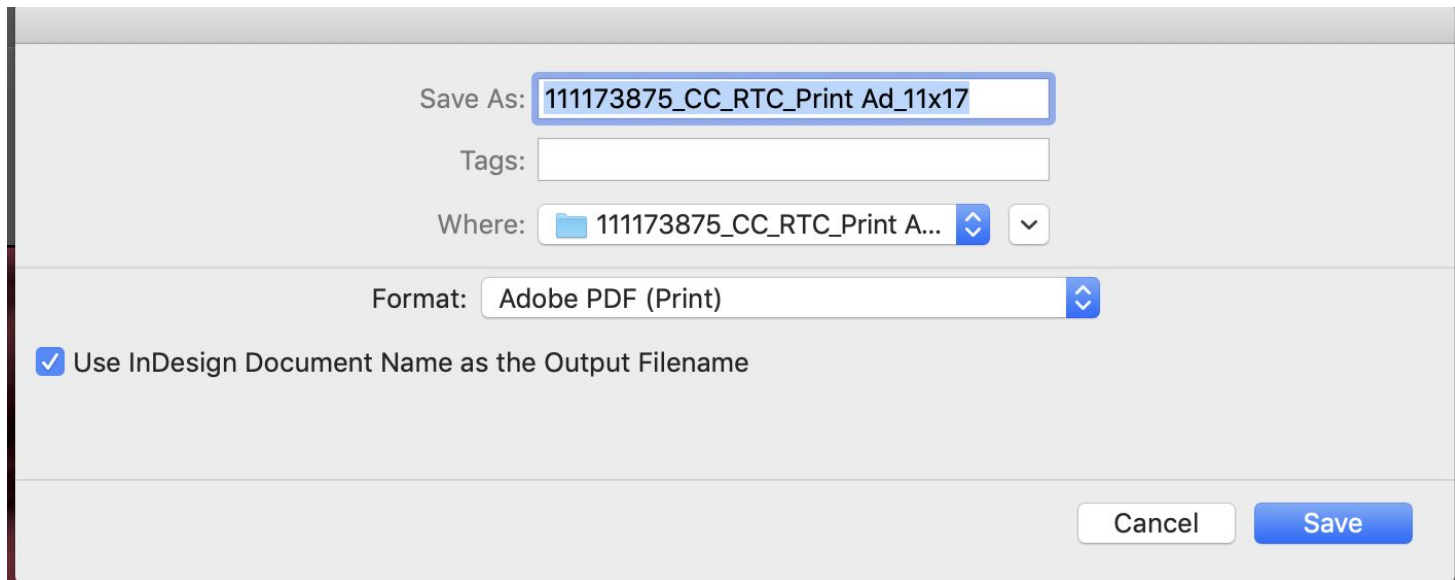 Save As: 111173875_CC_RTC_Print Ad_11x17
Tags:
Where: 111173875_CC_RTC_Print A...
Format: Adobe PDF (Print)
Use InDesign Document Name as the Output Filename
Cancel Save